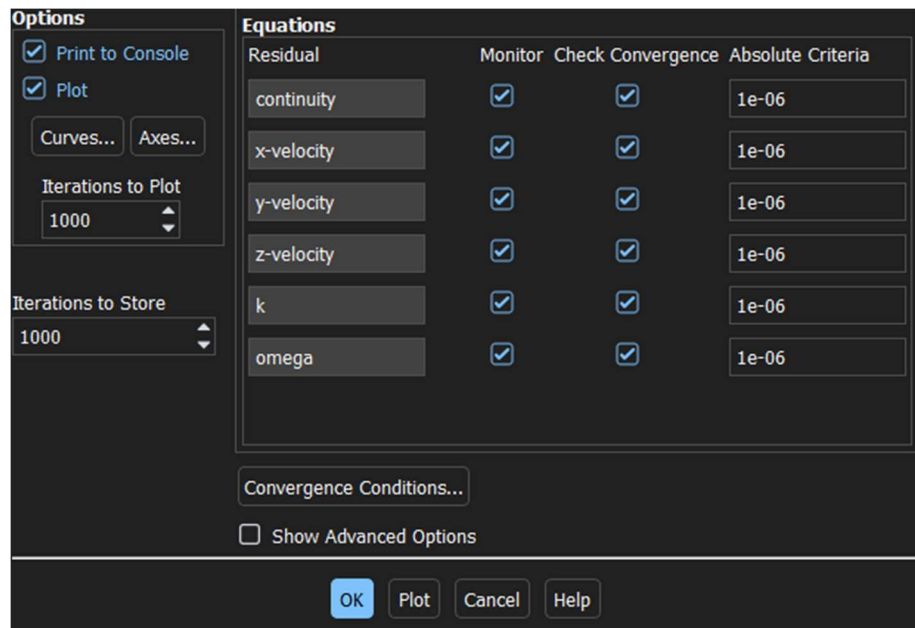 Options
Print to Console
Plot
Curves... Axes...
Iterations to Plot
1000
Iterations to Store
1000
Equations
Residual Monitor Check Convergence Absolute Criteria
continuity 1e-06
x-velocity 1e-06
y-velocity 1e-06
z-velocity 1e-06
k 1e-06
omega 1e-06
Convergence Conditions...
Show Advanced Options
OK Plot Cancel Help